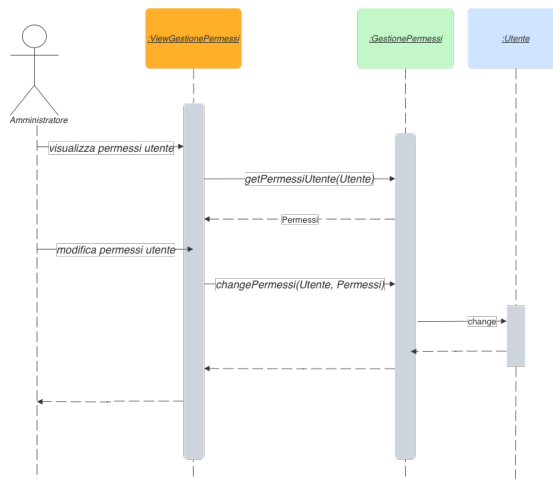 :ViewGestionePermessi
:GestionePermessi
:Utente
Amministratore
visualizza permessi utente
getPermessiUtente(Utente)
Permessi
modifica permessi utente
changePermessi(Utente, Permessi)
change